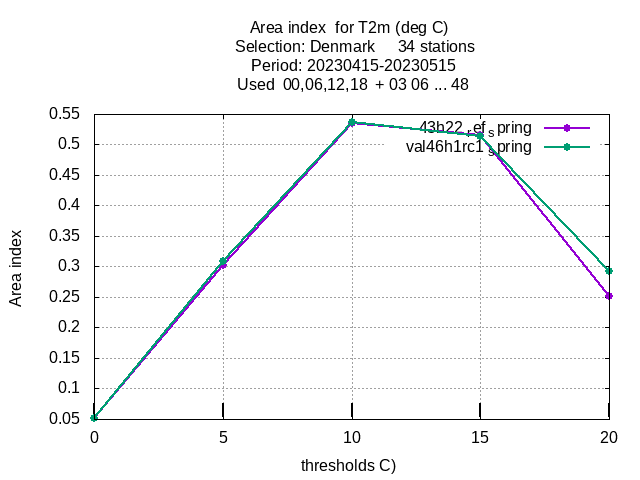 Area index for T2m (deg C)
Selection: Denmark 34 stations
Period: 20230415-20230515
Used 00,06,12,18 + 03 06 ... 48
0.55
0.5
0.45
0.4
0.35
0.3
0.25
0.2
0.15
0.1
0.05
Area index
43h22_ref_spring
val46h1rc1_spring
0 5 10 15 20
thresholds C)